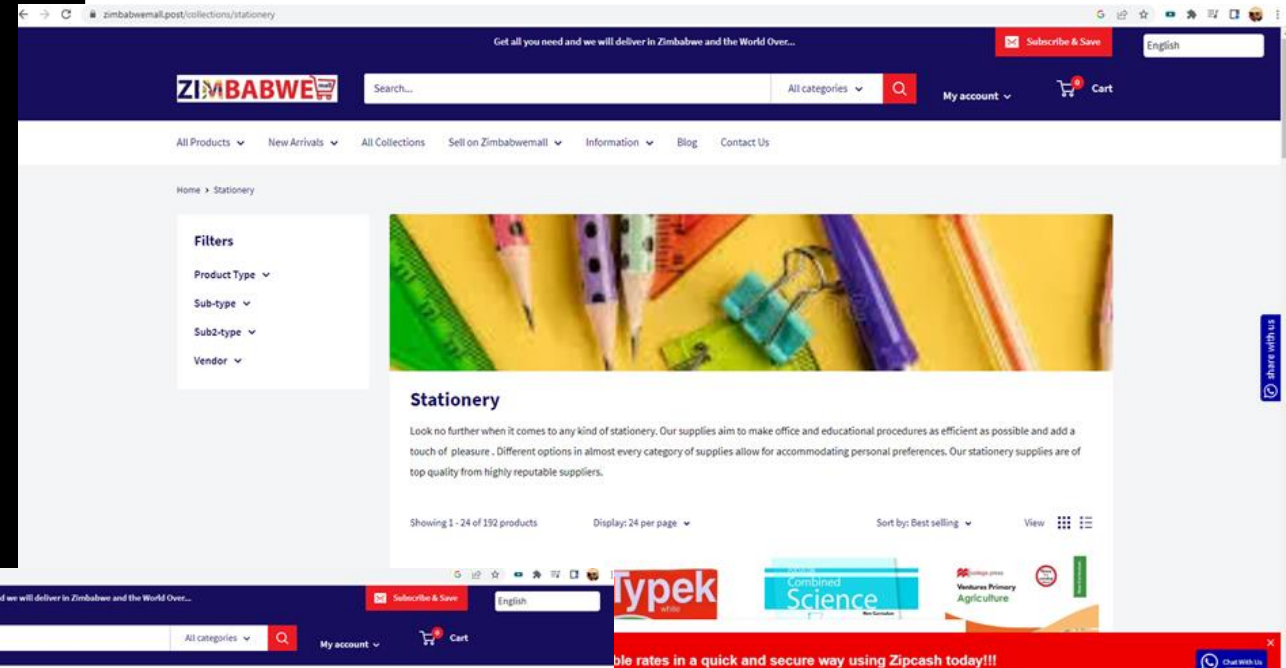 zimbabwemall.post/collections/stationery
Get all you need and we will deliver in Zimbabwe and the World Over...
Subscribe & Save
English
ZIMBABWE mall
Search...
All categories
My account
0
Cart
All Products
New Arrivals
All Collections
Sell on Zimbabwemall
Information
Blog
Contact Us
Home > Stationery
Filters
Product Type
Sub-type
Sub2-type
Vendor
share with us
Stationery
Look no further when it comes to any kind of stationery. Our supplies aim to make office and educational procedures as efficient as possible and add a
touch of pleasure . Different options in almost every category of supplies allow for accommodating personal preferences. Our stationery supplies are of
top quality from highly reputable suppliers.
Showing 1 - 24 of 192 products
Display: 24 per page
Sort by: Best selling
View
Typek
white
Combined
Science
New Curriculum
college press
Ventures Primary
Agriculture
d we will deliver in Zimbabwe and the World Over...
Subscribe & Save
English
All categories
My account
0
Cart
ble rates in a quick and secure way using Zipcash today!!!
Chat With Us